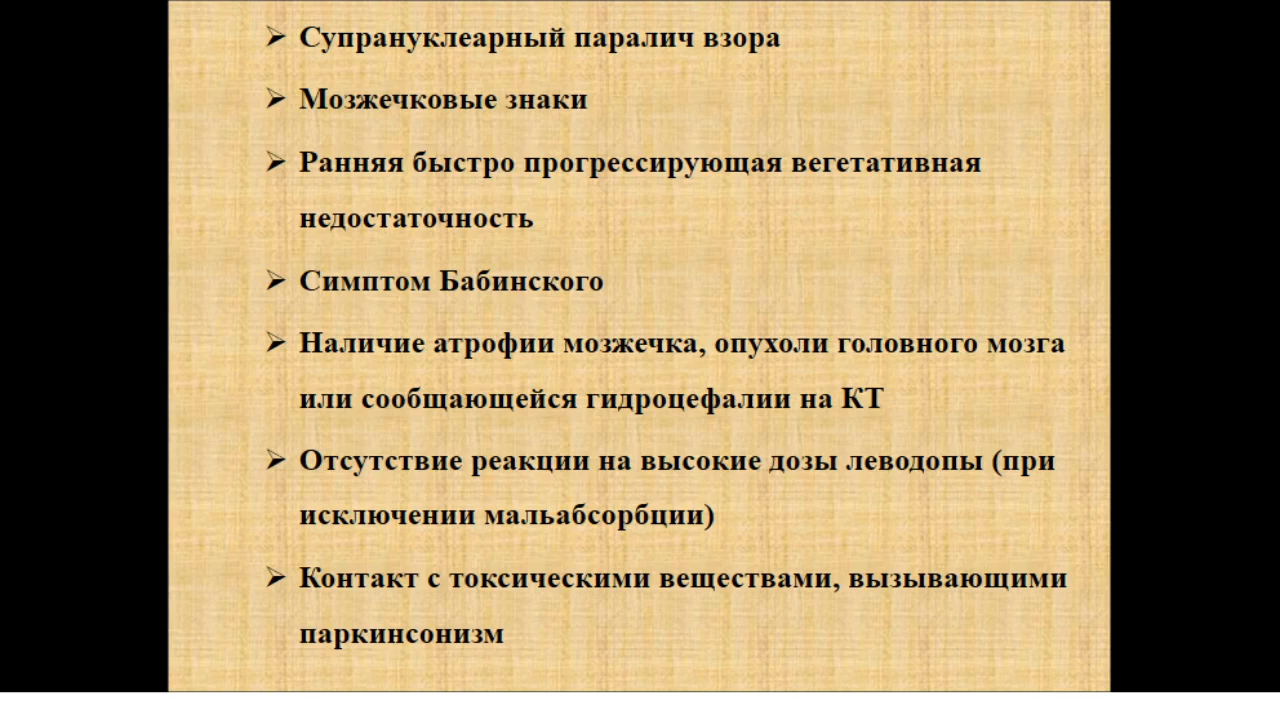 ➢ Супрануклеарный паралич взора
➢ Мозжечковые знаки
➢ Ранняя быстро прогрессирующая вегетативная
недостаточность
➢ Симптом Бабинского
➢ Наличие атрофии мозжечка, опухоли головного мозга
или сообщающейся гидроцефалии на КТ
➢ Отсутствие реакции на высокие дозы леводопы (при
исключении мальабсорбции)
➢ Контакт с токсическими веществами, вызывающими
паркинсонизм